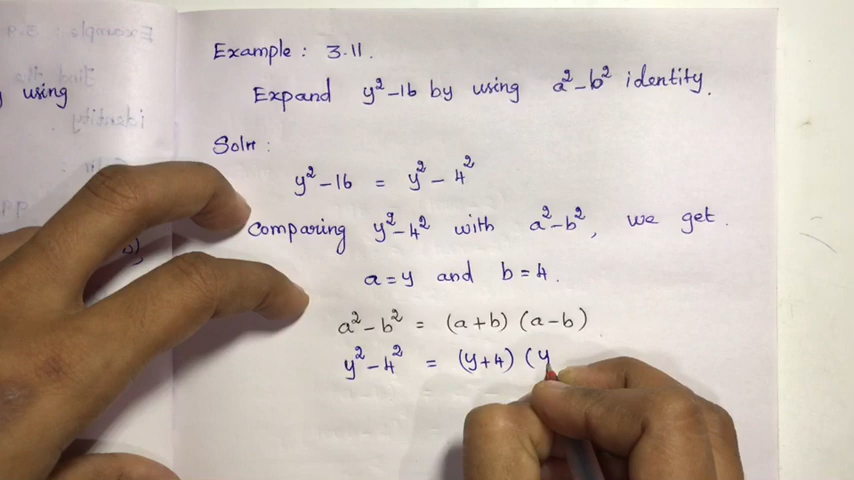 Example : 3.11.
Expand y²-16 by using a²-b² identity.
using
Soln :
y²-16 = y²-4²
Comparing y²-4² with a²-b², we get.
a=y and b=4.
a²-b² = (a+b) (a-b)
y²-4² = (y+4) (y